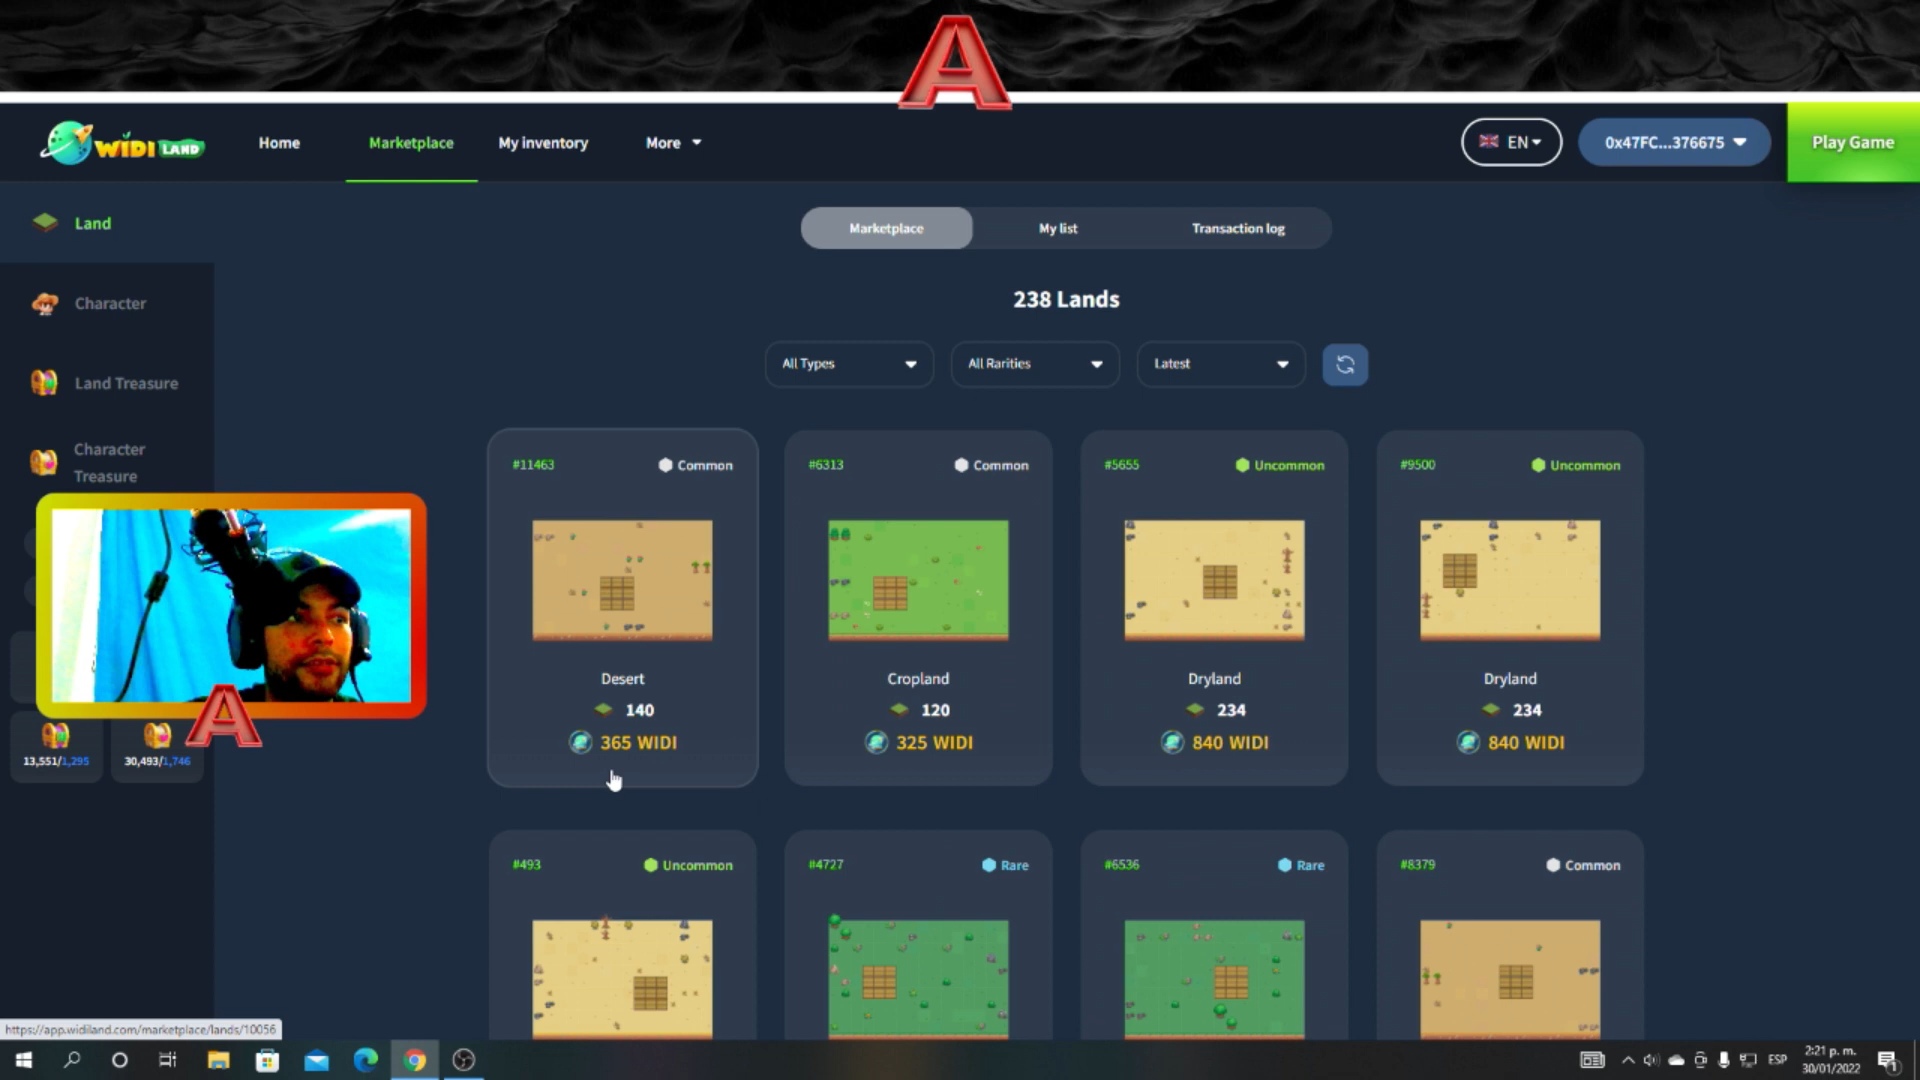 A
WIDI LAND
Home
Marketplace
My inventory
More
EN
0x47FC...376675
Play Game
Land
Character
Land Treasure
Character
Treasure
13,551/1,295
30,493/1,746
A
Marketplace
My list
Transaction log
238 Lands
All Types
All Rarities
Latest
#11463
Common
Desert
140
365 WIDI
#6313
Common
Cropland
120
325 WIDI
#5655
Uncommon
Dryland
234
840 WIDI
#9500
Uncommon
Dryland
234
840 WIDI
#493
Uncommon
#4727
Rare
#6536
Rare
#8379
Common
https://app.widiland.com/marketplace/lands/10056
ESP
2:21 p. m.
30/01/2022
1